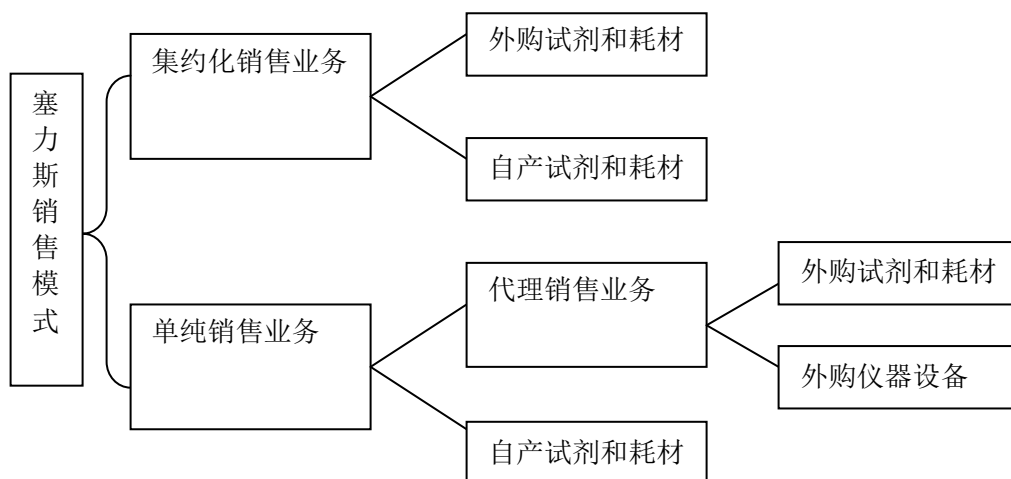 塞力斯销售模式
集约化销售业务
外购试剂和耗材
自产试剂和耗材
单纯销售业务
代理销售业务
外购试剂和耗材
外购仪器设备
自产试剂和耗材